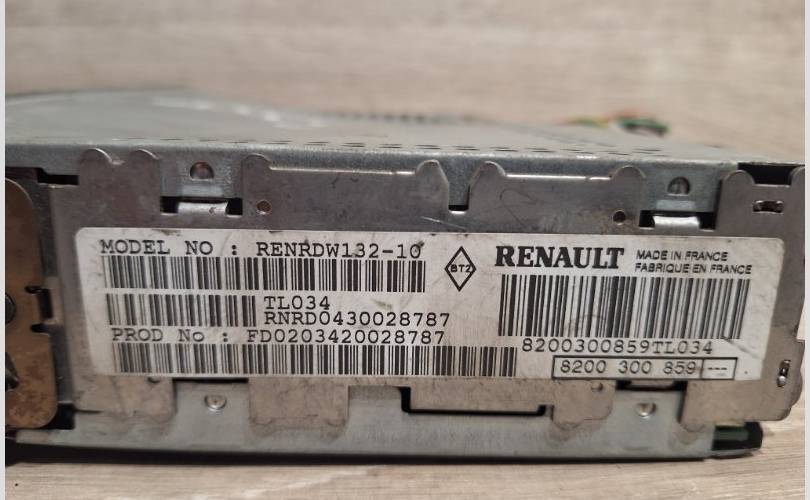 MODEL NO : RENRDW132-10
BTZ
RENAULT
MADE IN FRANCE
FABRIQUÉ EN FRANCE
TL034
RNRD0430028787
PROD No : FD0203420028787
8200300859TL034
8200 300 859 ---